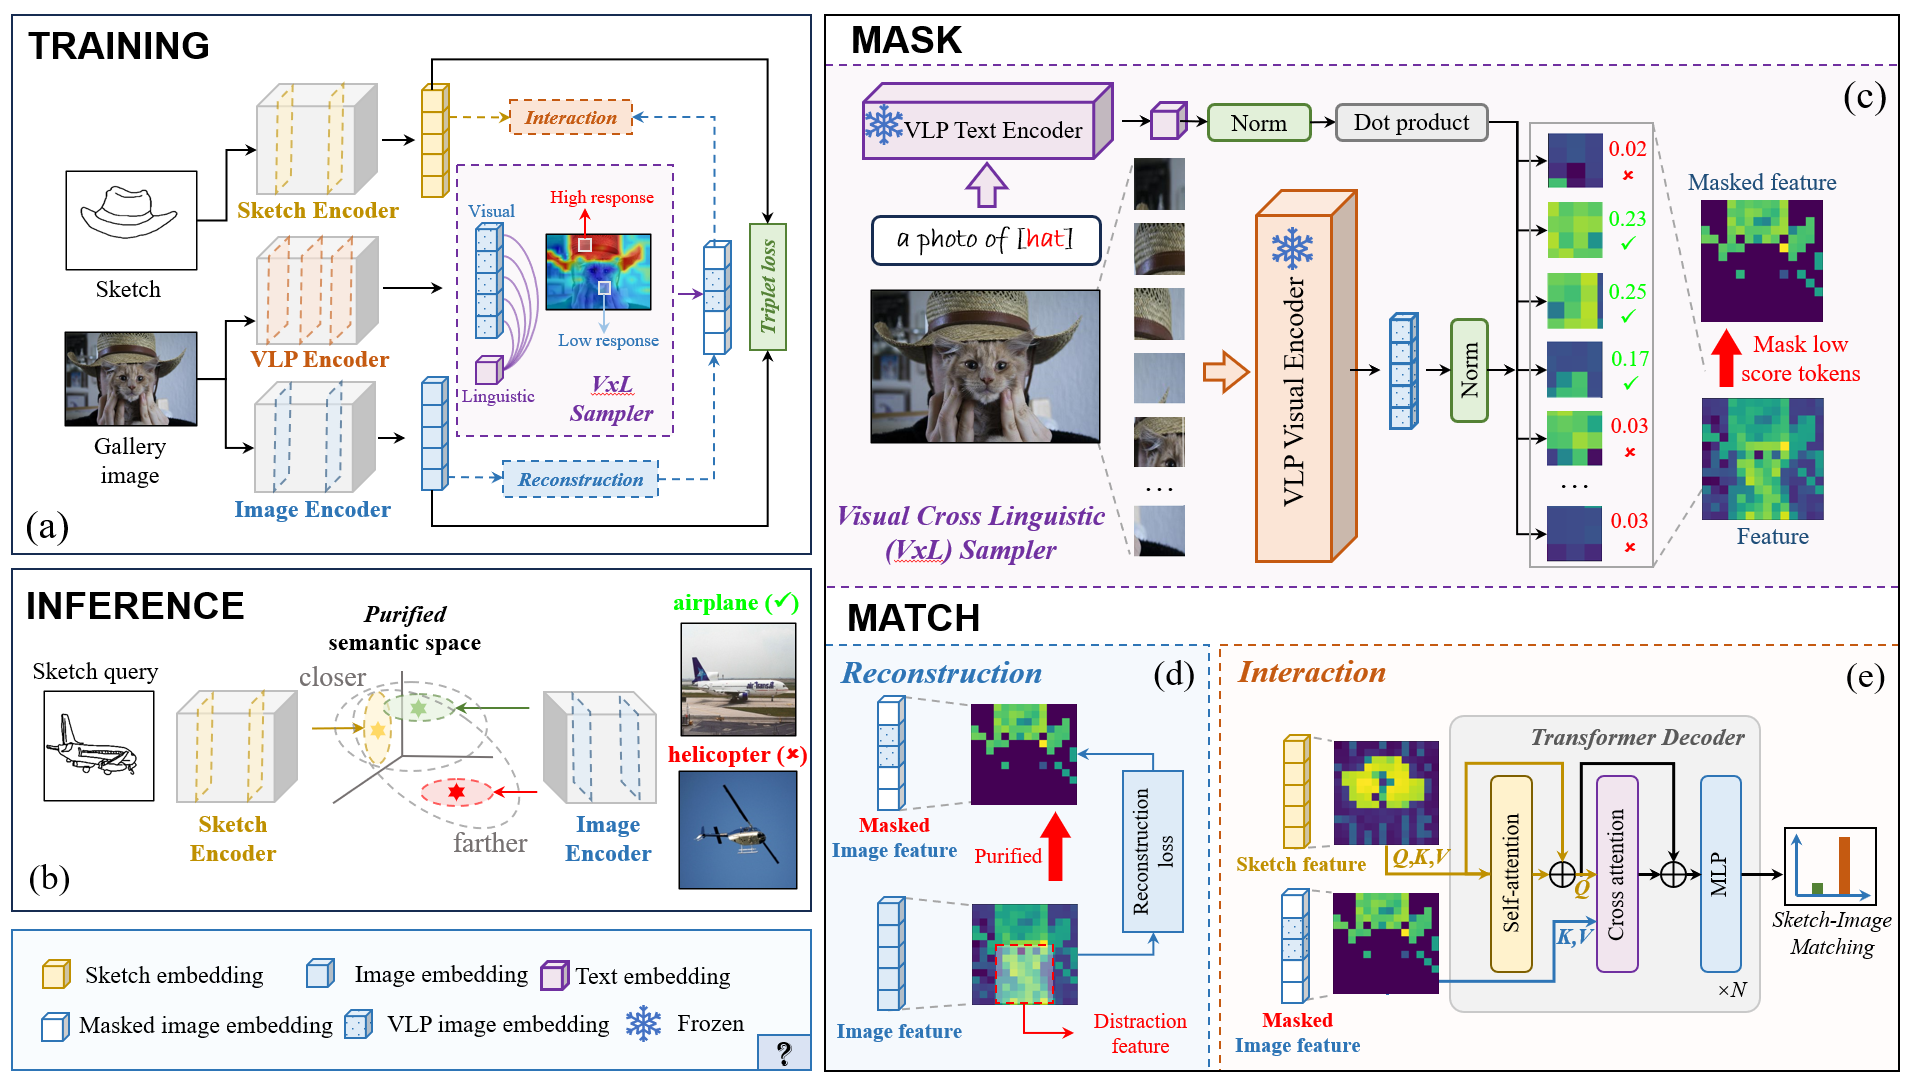 TRAINING
Interaction
Sketch Encoder
Sketch
Visual
High response
Low response
Linguistic
VxL
Sampler
Triplet loss
VLP Encoder
Gallery
image
Image Encoder
Reconstruction
(a)
INFERENCE
Purified
semantic space
airplane (✓)
Sketch query
closer
helicopter (✘)
farther
Sketch
Encoder
Image
Encoder
(b)
Sketch embedding
Image embedding
Text embedding
Masked image embedding
VLP image embedding
Frozen
?
MASK
(c)
VLP Text Encoder
Norm
Dot product
a photo of [hat]
VLP Visual Encoder
Norm
0.02
✘
0.23
✓
0.25
✓
0.17
✓
0.03
✘
...
...
0.03
✘
Masked feature
Mask low
score tokens
Feature
Visual Cross Linguistic
(VxL) Sampler
MATCH
Reconstruction
(d)
Masked
Image feature
Purified
Reconstruction
loss
Image feature
Distraction
feature
Interaction
(e)
Transformer Decoder
Sketch feature
Q,K,V
Self-attention
Q
K,V
Cross attention
MLP
×N
Sketch-Image
Matching
Masked
Image feature